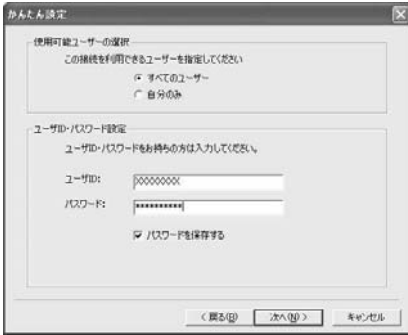 かんたん設定
使用可能ユーザーの選択
この接続を利用できるユーザーを指定してください
すべてのユーザー
自分のみ
ユーザID・パスワード設定
ユーザID・パスワードをお持ちの方は入力してください。
ユーザID: XXXXXXXX
パスワード: **********
パスワードを保存する
< 戻る(B) 次へ(N) > キャンセル